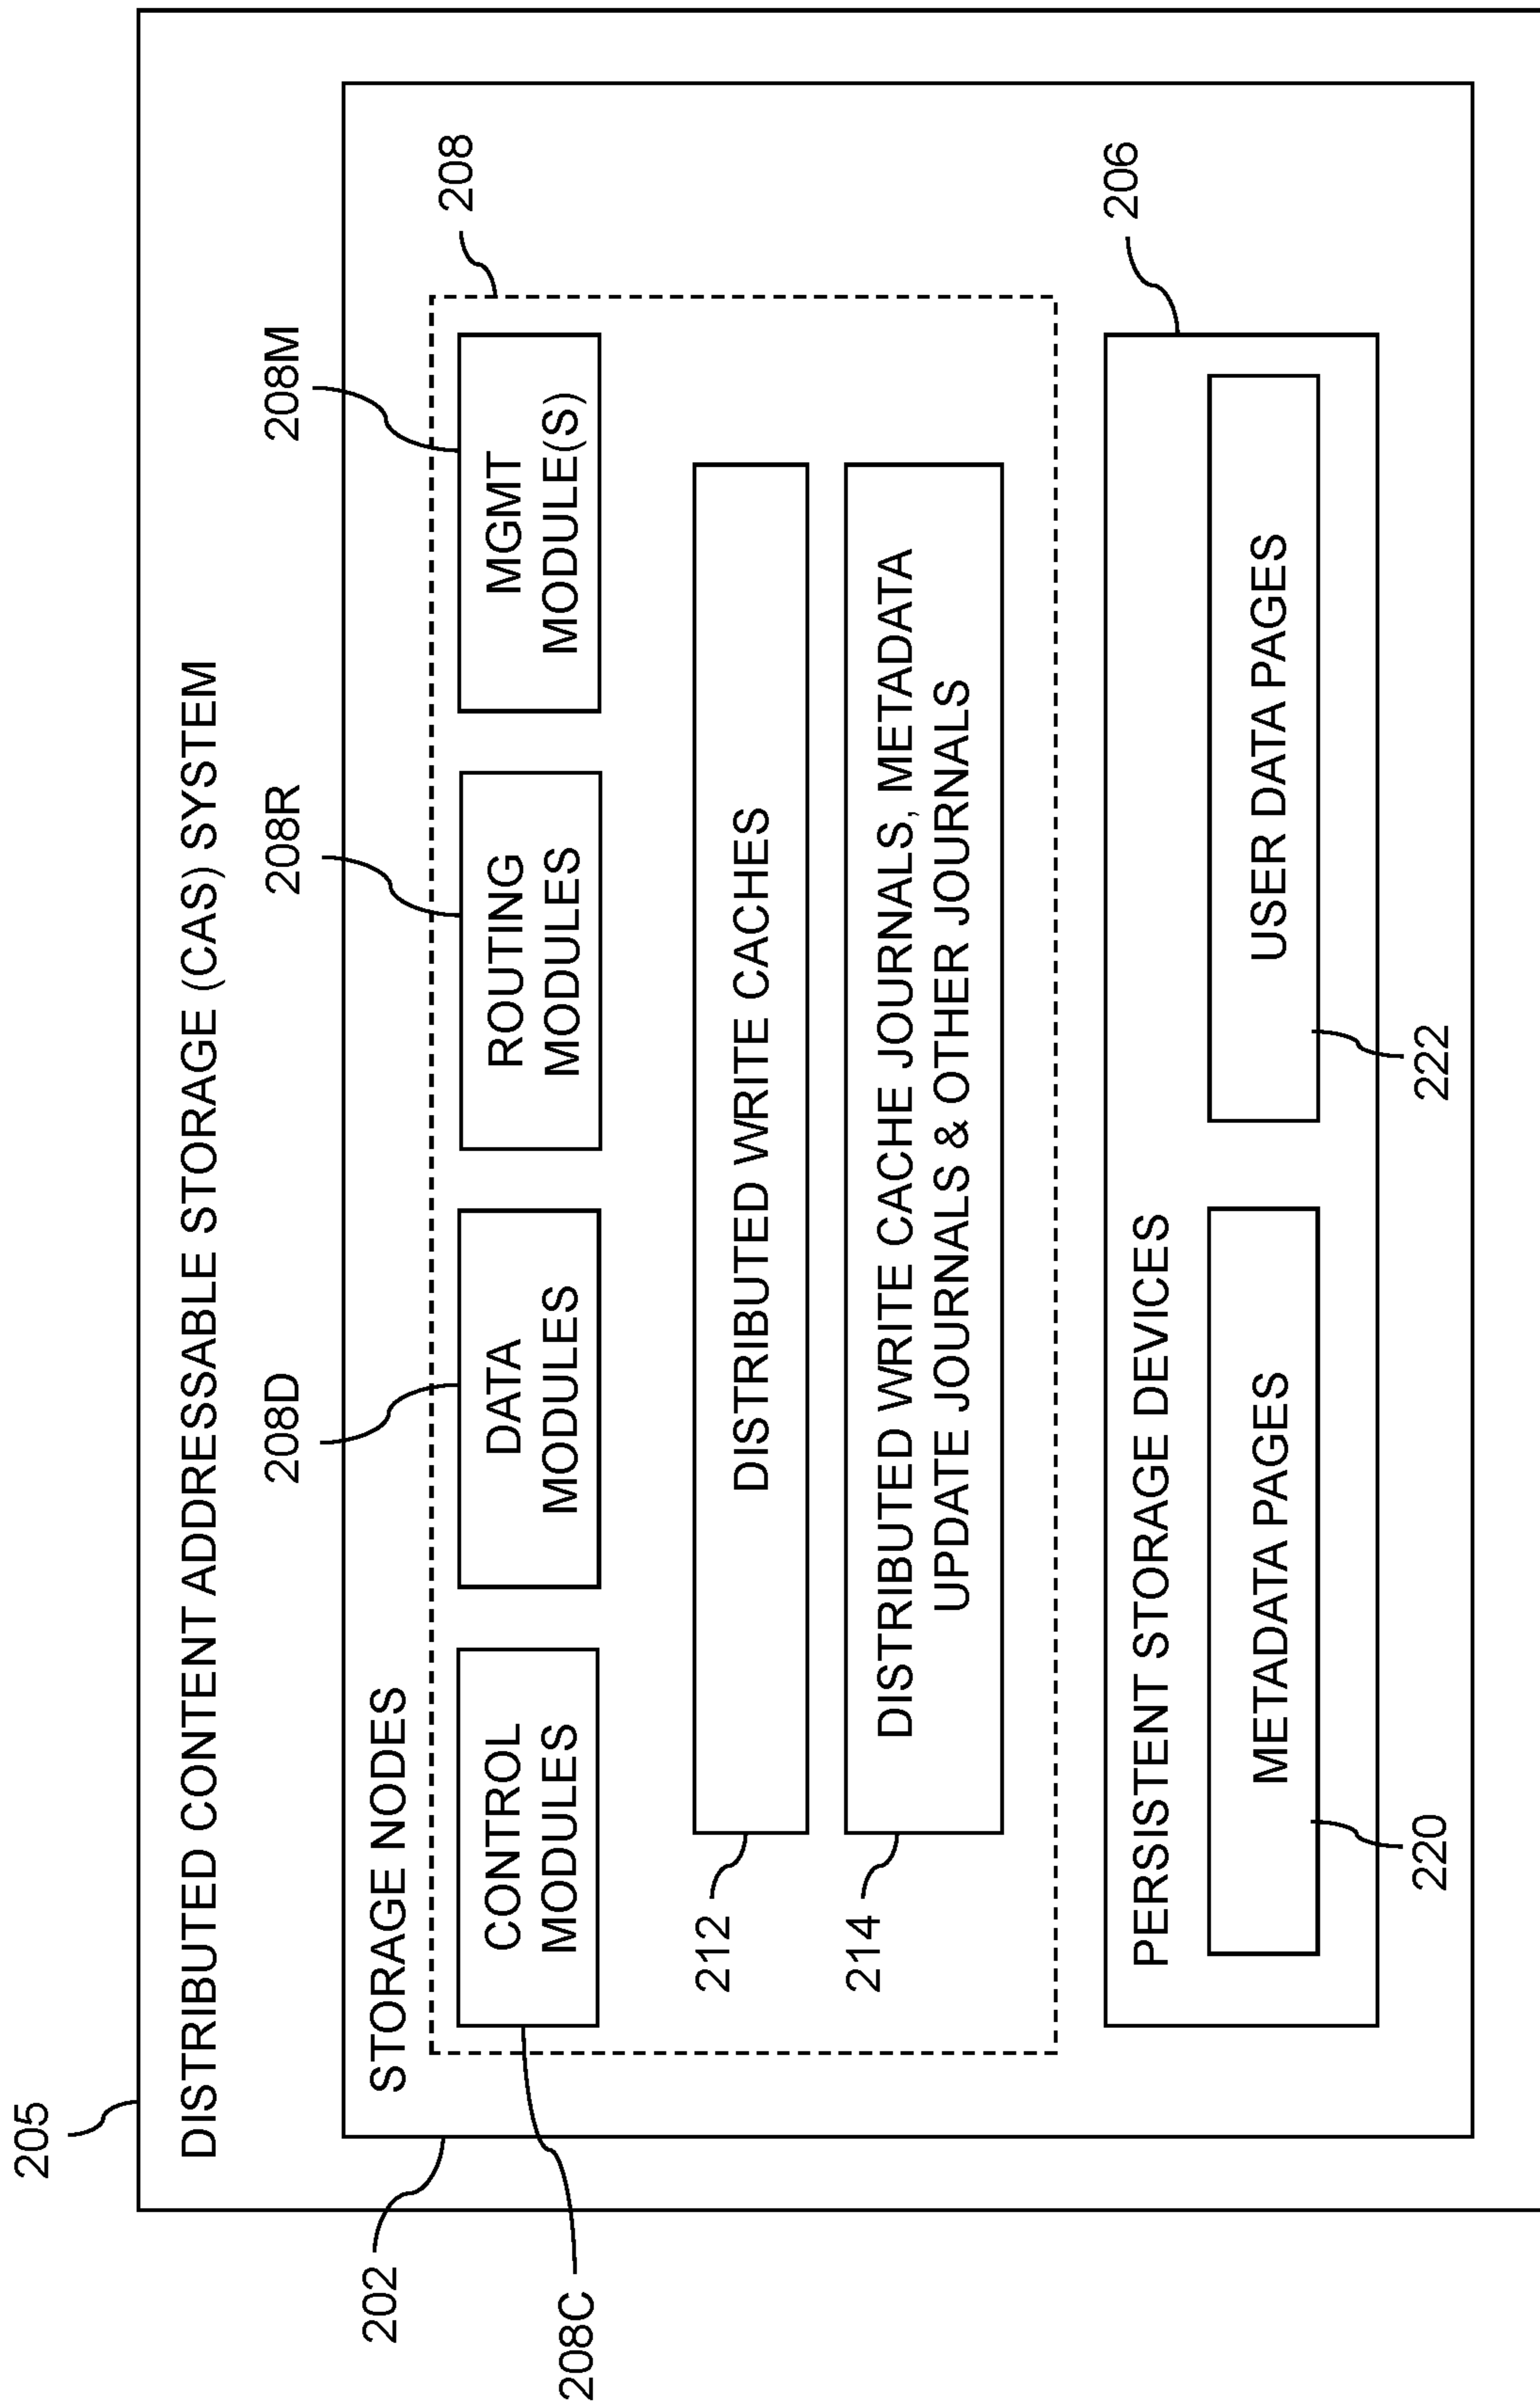 205
DISTRIBUTED CONTENT ADDRESSABLE STORAGE (CAS) SYSTEM
202
208C
208D
208R
208M
208
STORAGE NODES
CONTROL
MODULES
DATA
MODULES
ROUTING
MODULES
MGMT
MODULE(S)
212
DISTRIBUTED WRITE CACHES
214
DISTRIBUTED WRITE CACHE JOURNALS, METADATA
UPDATE JOURNALS & OTHER JOURNALS
206
PERSISTENT STORAGE DEVICES
METADATA PAGES
USER DATA PAGES
220
222